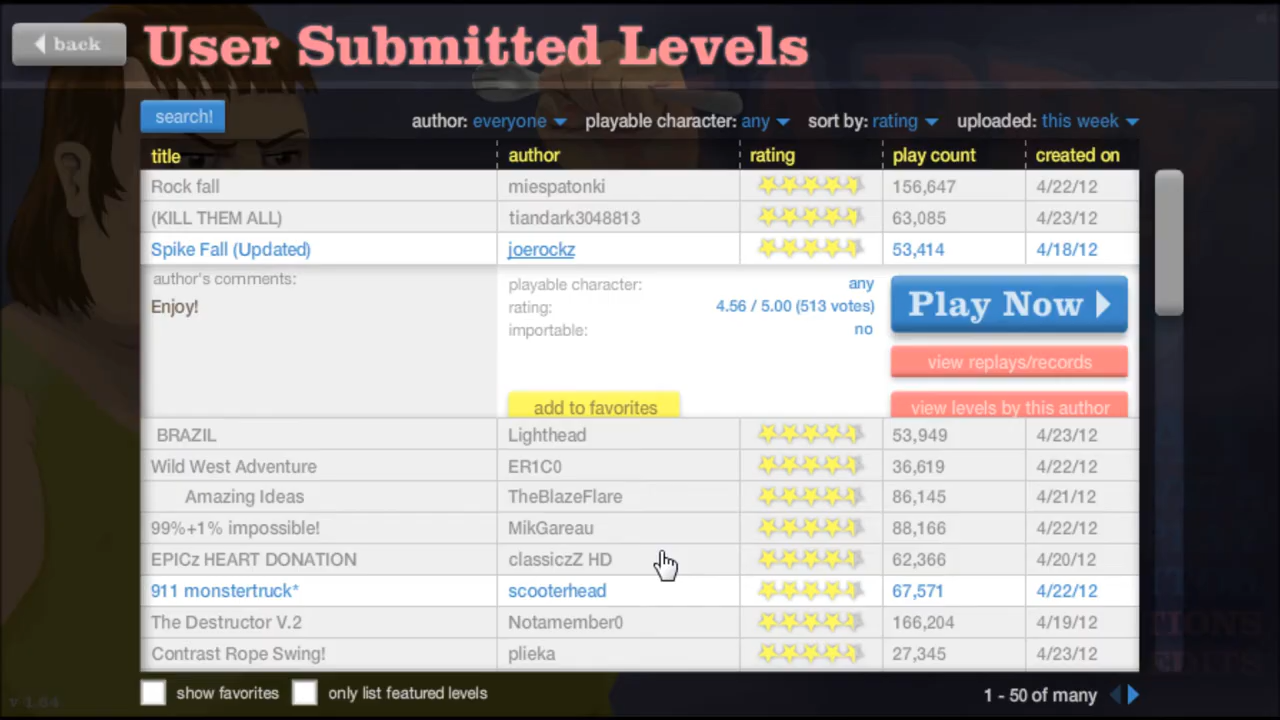 back
User Submitted Levels
search!
author: everyone playable character: any sort by: rating uploaded: this week
title author rating play count created on
Rock fall miespatonki 156,647 4/22/12
(KILL THEM ALL) tiandark3048813 63,085 4/23/12
Spike Fall (Updated) joerockz 53,414 4/18/12
author's comments:
Enjoy!
playable character: any
rating: 4.56 / 5.00 (513 votes)
importable: no
Play Now
view replays/records
add to favorites
view levels by this author
BRAZIL Lighthead 53,949 4/23/12
Wild West Adventure ER1C0 36,619 4/22/12
Amazing Ideas TheBlazeFlare 86,145 4/21/12
99%+1% impossible! MikGareau 88,166 4/22/12
EPICz HEART DONATION classiczZ HD 62,366 4/20/12
911 monstertruck* scooterhead 67,571 4/22/12
The Destructor V.2 Notamember0 166,204 4/19/12
Contrast Rope Swing! plieka 27,345 4/23/12
show favorites only list featured levels
1 - 50 of many
v 1.64